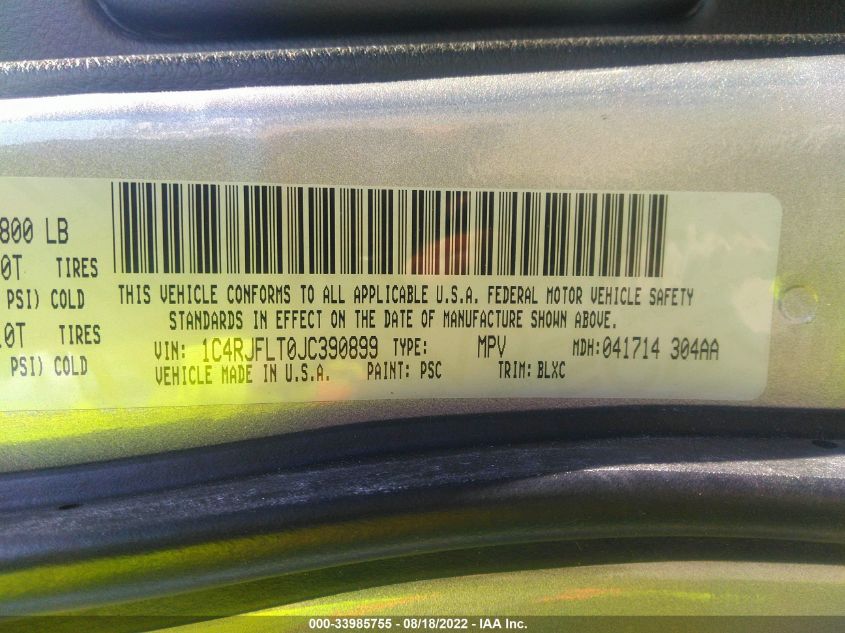 800 LB
0T TIRES
PSI) COLD
.0T TIRES
PSI) COLD
THIS VEHICLE CONFORMS TO ALL APPLICABLE U.S.A. FEDERAL MOTOR VEHICLE SAFETY
STANDARDS IN EFFECT ON THE DATE OF MANUFACTURE SHOWN ABOVE.
VIN: 1C4RJFLT0JC390899 TYPE: MPV MDH: 041714 304AA
VEHICLE MADE IN U.S.A. PAINT: PSC TRIM: BLXC
000-33985755 - 08/18/2022 - IAA Inc.